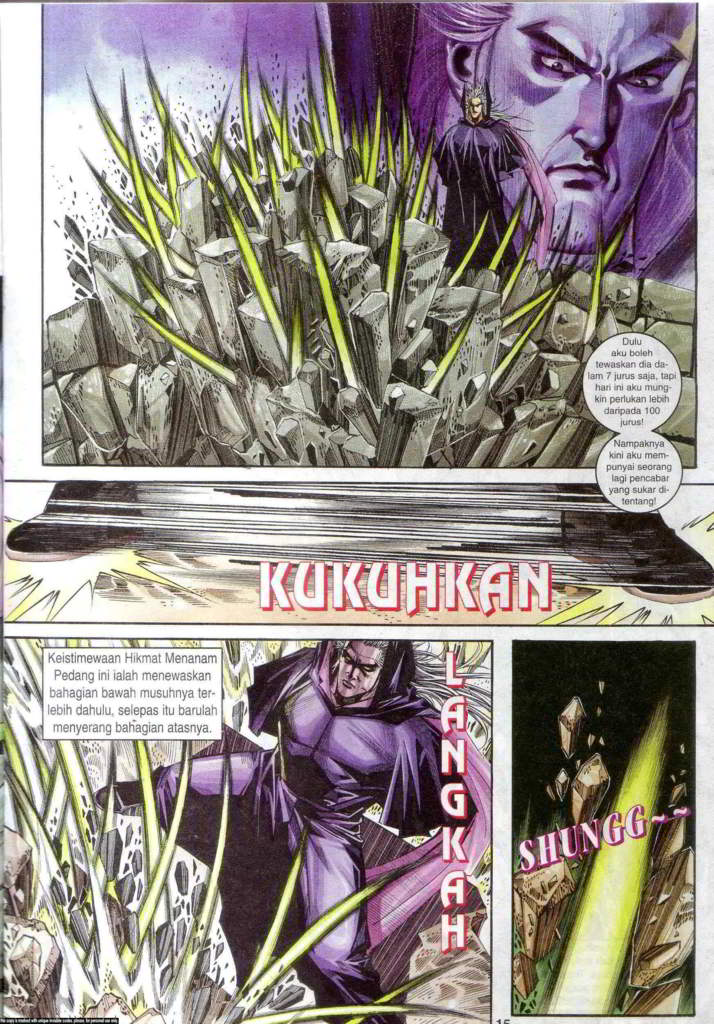 Dulu
aku boleh
tewaskan dia da-
lam 7 jurus saja, tapi
hari ini aku mung-
kin perlukan lebih
daripada 100
jurus!
Nampaknya
kini aku mem-
punyai seorang
lagi pencabar
yang sukar di-
tentang!
KUKUHKAN
Keistimewaan Hikmat Menanam
Pedang ini ialah menewaskan
bahagian bawah musuhnya ter-
lebih dahulu, selepas itu barulah
menyerang bahagian atasnya.
LANGKAH
SHUNGG~~
15